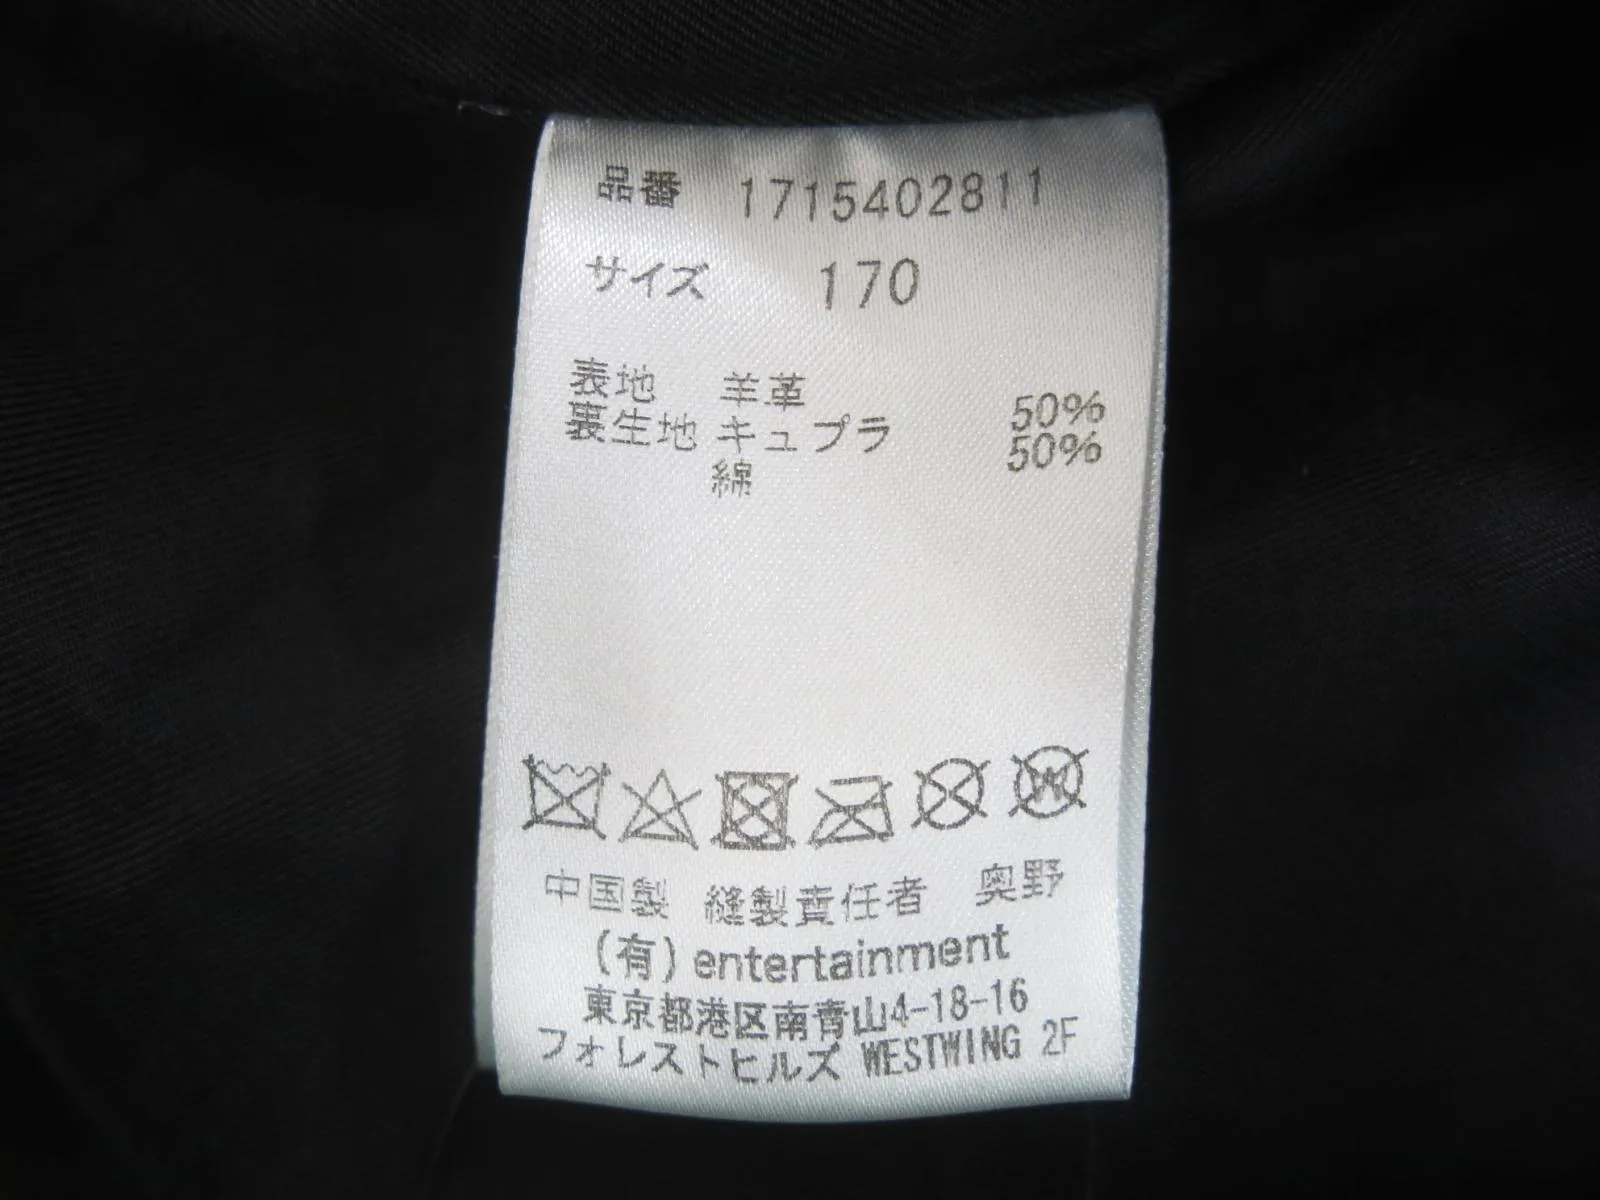 品番 1715402811
サイズ 170
表地 羊革
裏生地 キュプラ 50%
綿 50%
中国製 縫製責任者 奥野
(有) entertainment
東京都港区南青山4-18-16
フォレストヒルズ WESTWING 2F